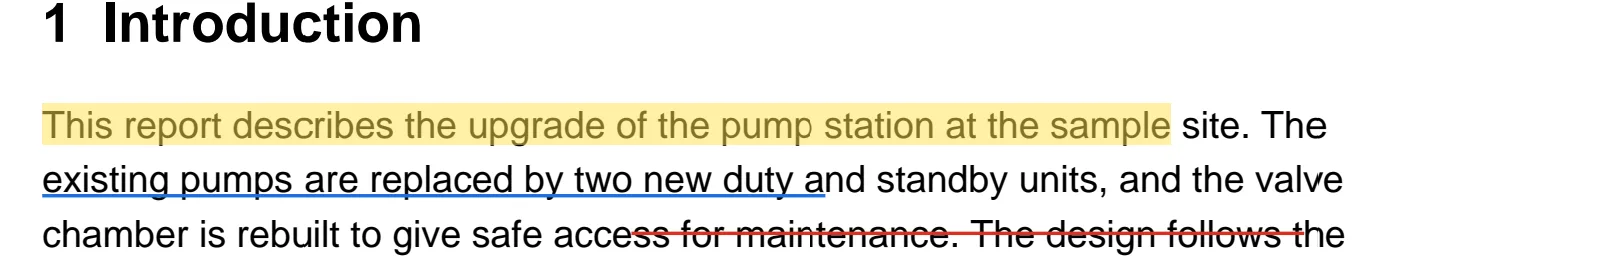 1 Introduction
This report describes the upgrade of the pump station at the sample site. The
existing pumps are replaced by two new duty and standby units, and the valve
chamber is rebuilt to give safe access for maintenance. The design follows the